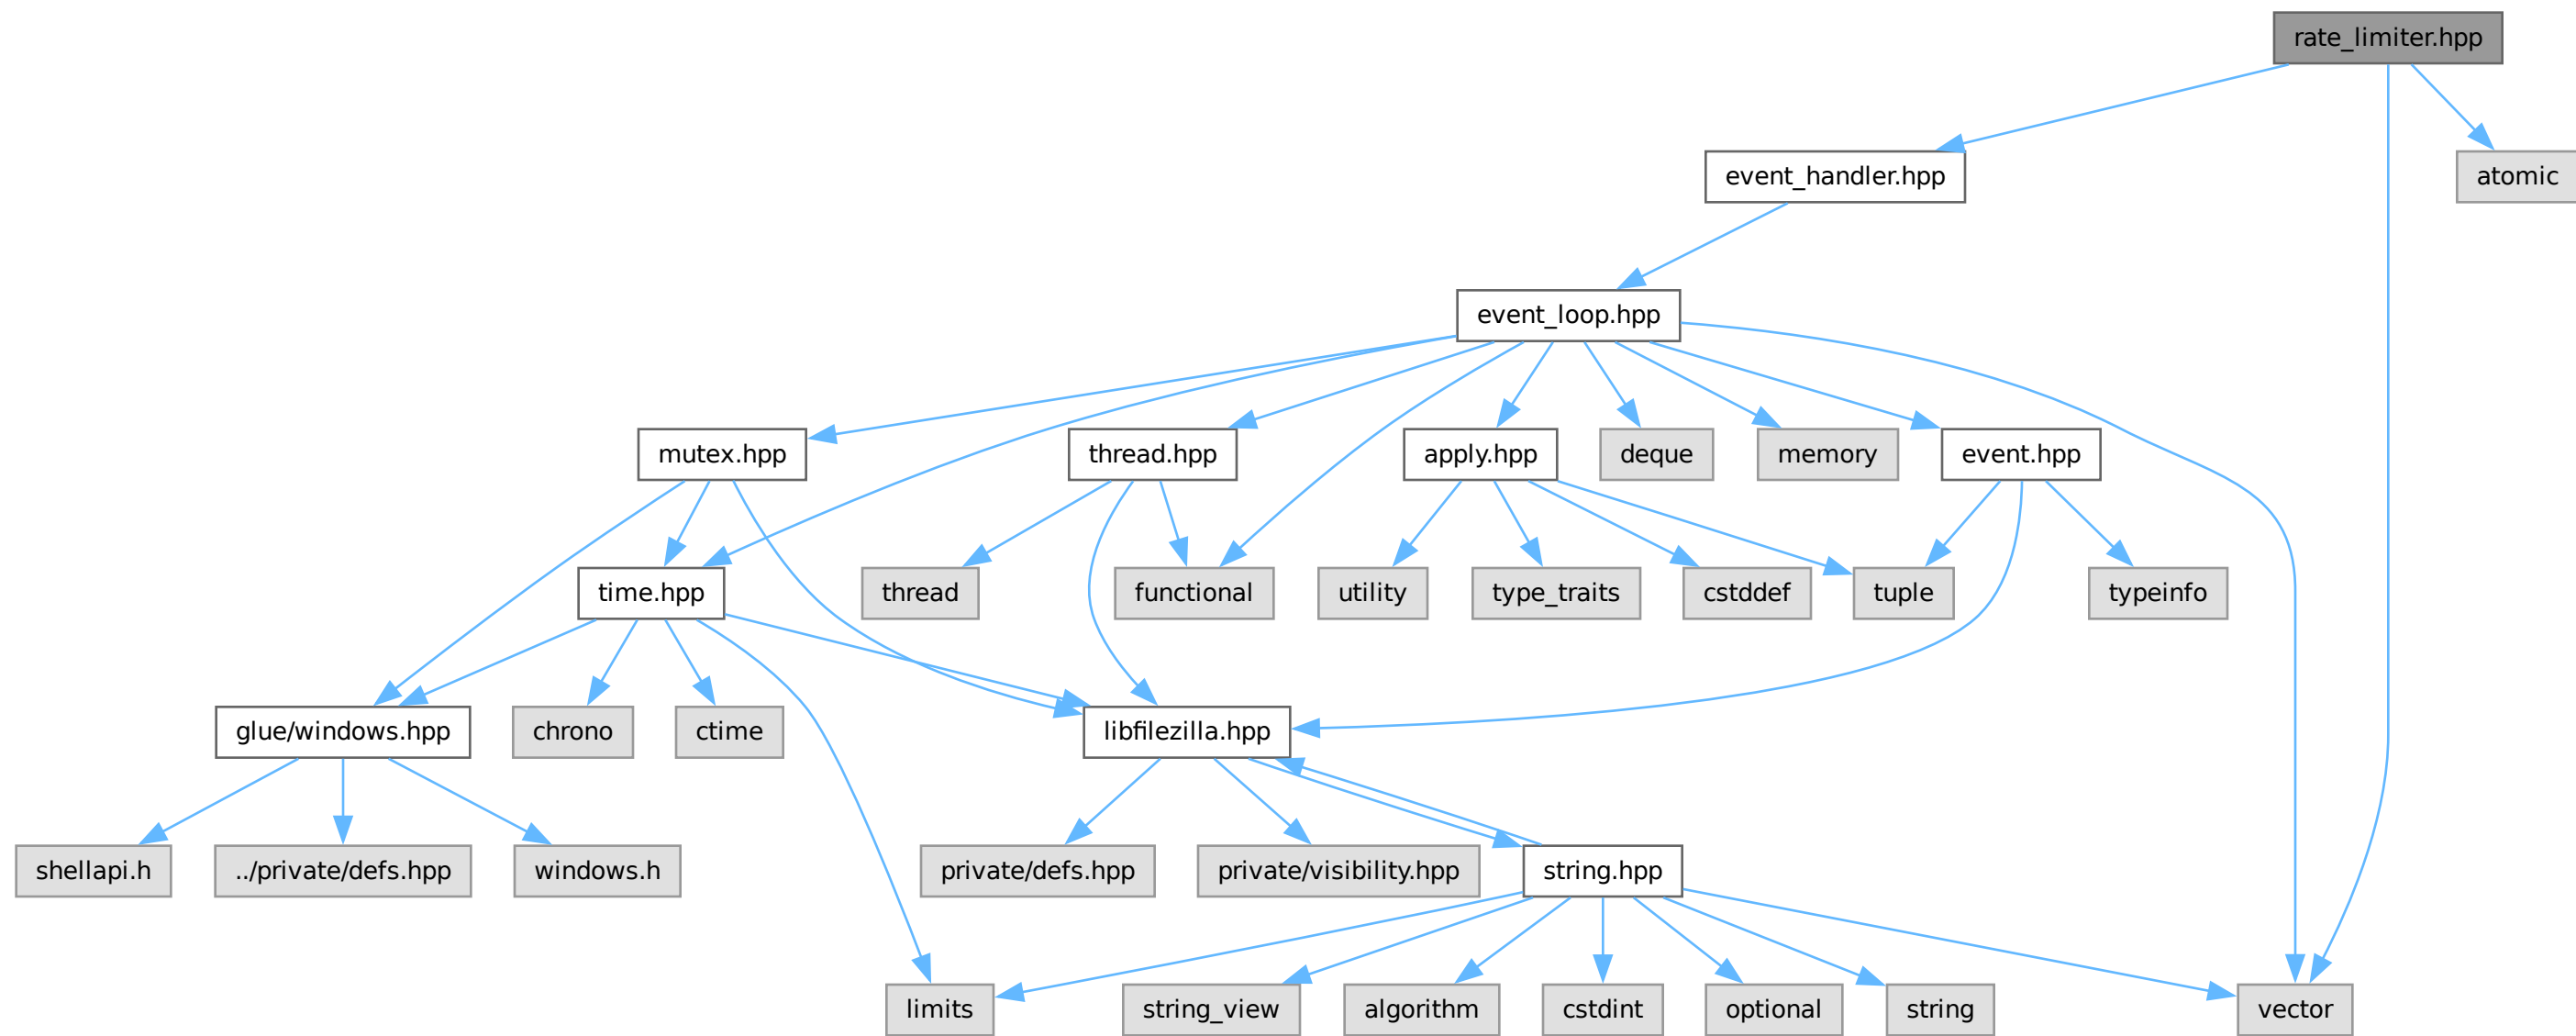 rate_limiter.hpp
event_handler.hpp
atomic
event_loop.hpp
mutex.hpp
thread.hpp
apply.hpp
deque
memory
event.hpp
time.hpp
thread
functional
utility
type_traits
cstddef
tuple
typeinfo
glue/windows.hpp
chrono
ctime
libfilezilla.hpp
shellapi.h
../private/defs.hpp
windows.h
private/defs.hpp
private/visibility.hpp
string.hpp
limits
string_view
algorithm
cstdint
optional
string
vector